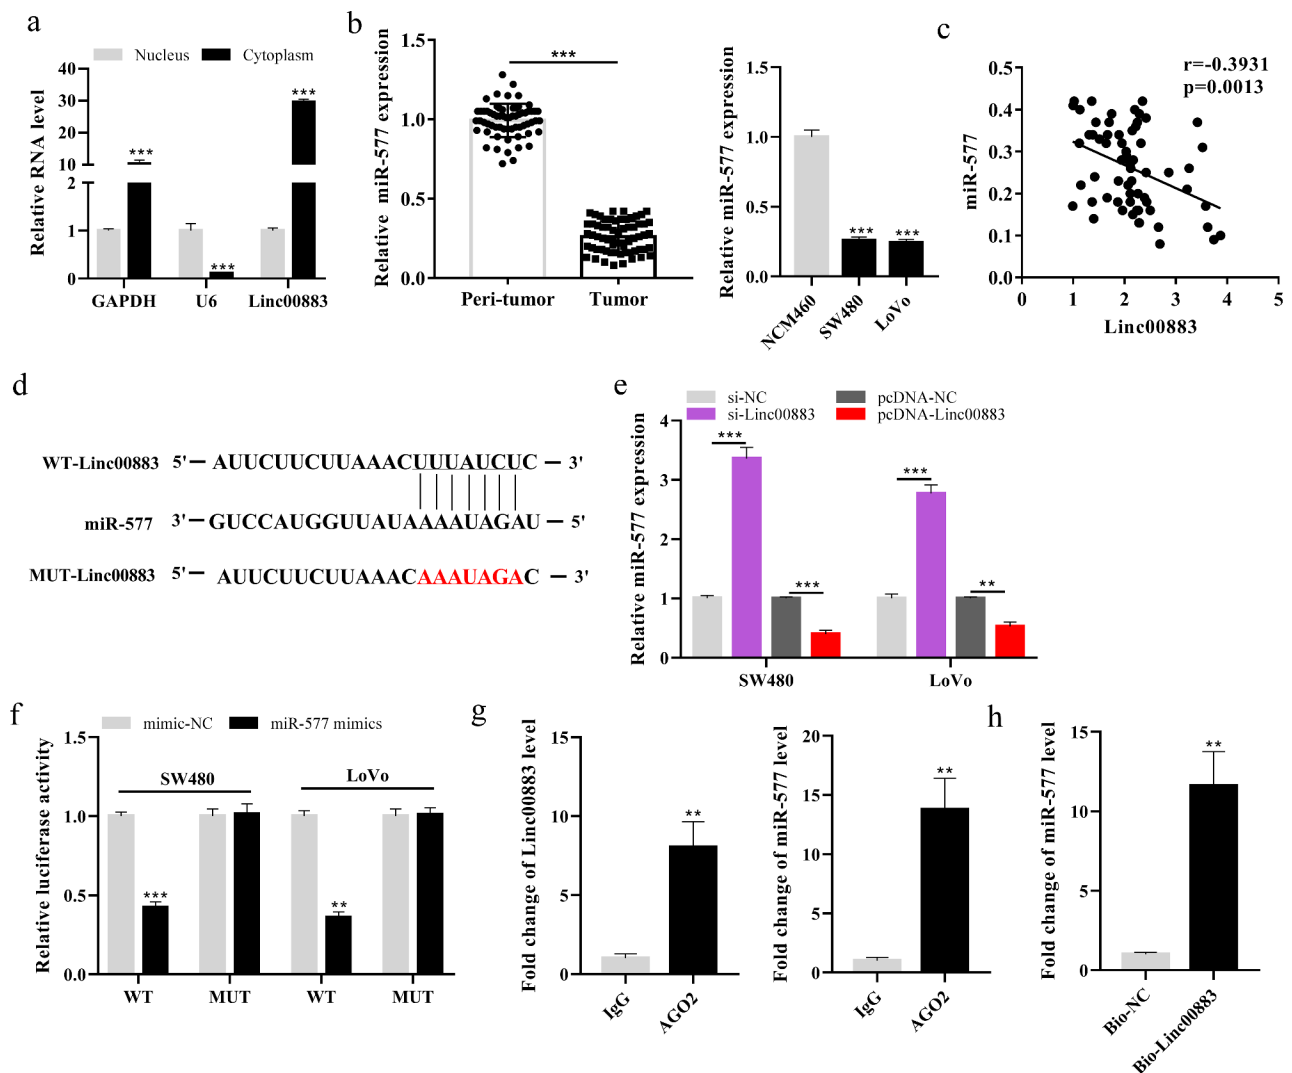 a
Nucleus Cytoplasm
Relative RNA level
40
30
20
10
2
1
0
*** *** ***
GAPDH U6 Linc00883
b
Relative miR-577 expression
1.5
1.0
0.5
0.0
***
Peri-tumor Tumor
Relative miR-577 expression
1.5
1.0
0.5
0.0
*** ***
NCM460 SW480 LoVo
c
r=-0.3931
p=0.0013
miR-577
0.5
0.4
0.3
0.2
0.1
0.0
0 1 2 3 4 5
Linc00883
d
WT-Linc00883 5' AUUCUUCUUAAACUUUAUCUC 3'
miR-577 3' GUCCAUGGUUAUAAAAUAGAU 5'
MUT-Linc00883 5' AUUCUUCUUAAACAAAUAGAC 3'
e
si-NC pcDNA-NC
si-Linc00883 pcDNA-Linc00883
Relative miR-577 expression
4
3
2
1
0
*** *** *** **
SW480 LoVo
f
mimic-NC miR-577 mimics
Relative luciferase activity
1.5
1.0
0.5
0.0
SW480 LoVo
*** **
WT MUT WT MUT
g
Fold change of Linc00883 level
15
10
5
0
**
IgG AGO2
Fold change of miR-577 level
20
15
10
5
0
**
IgG AGO2
h
Fold change of miR-577 level
15
10
5
0
**
Bio-NC Bio-Linc00883